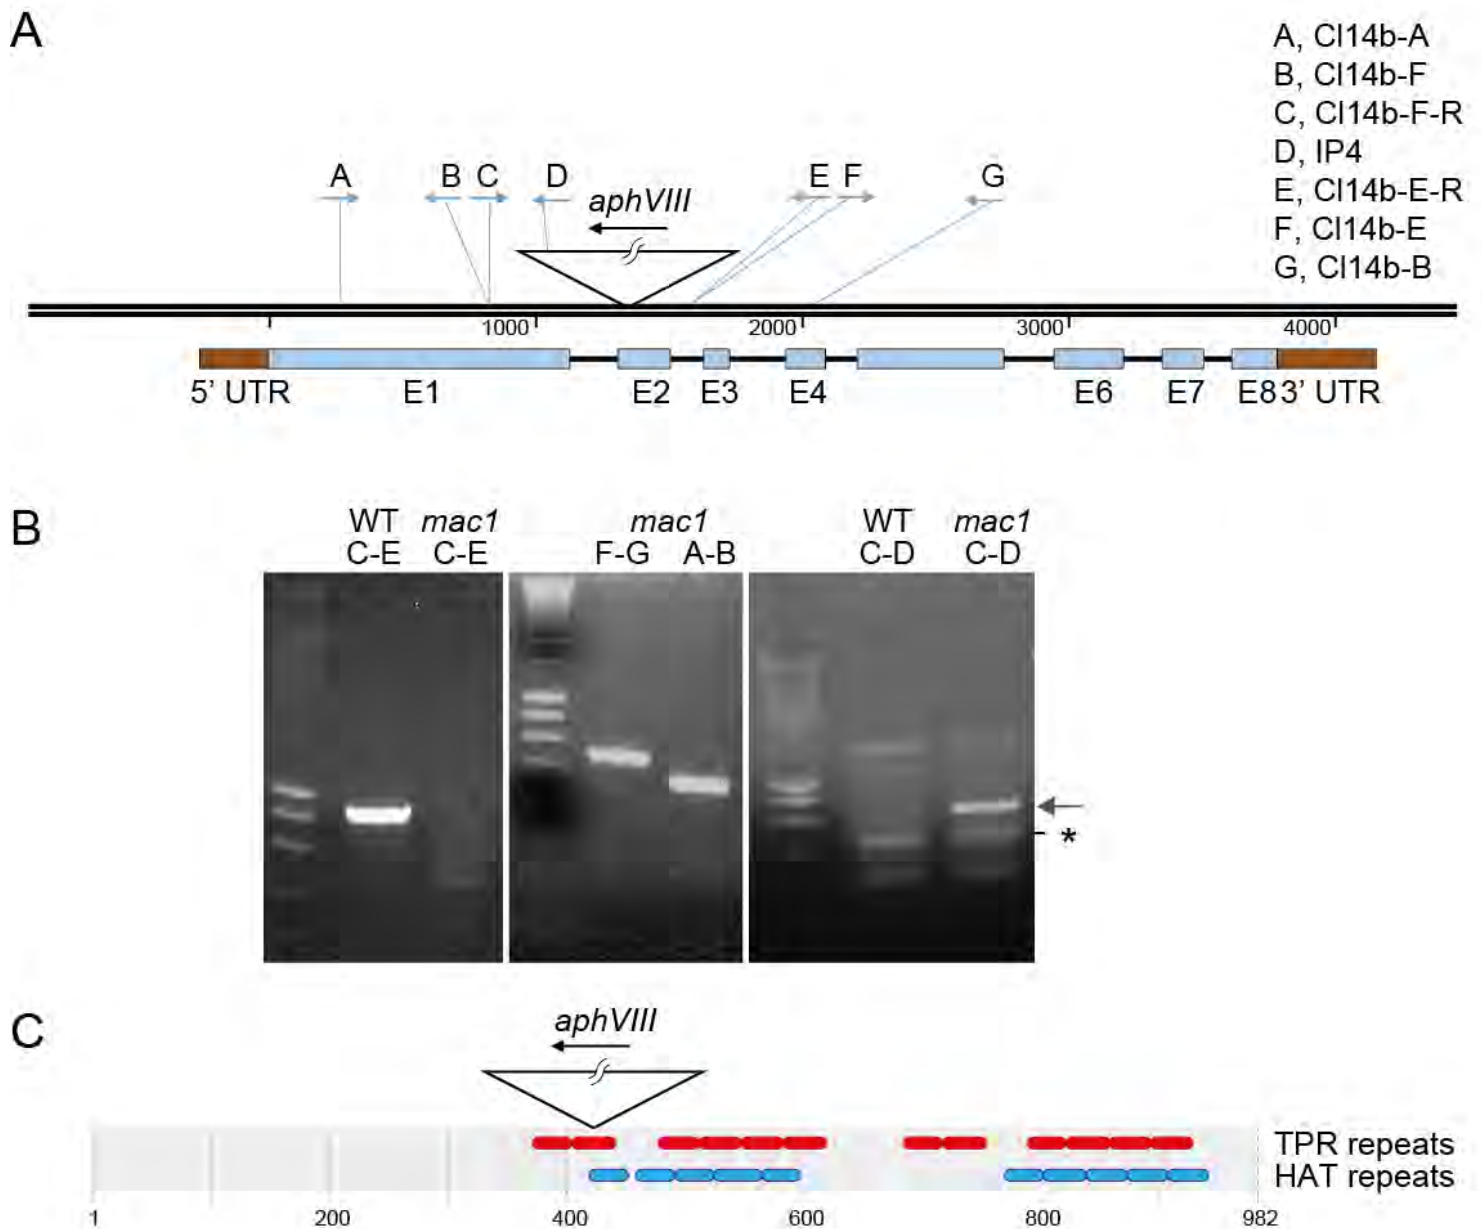 A
A, Cl14b-A
B, Cl14b-F
C, Cl14b-F-R
D, IP4
E, Cl14b-E-R
F, Cl14b-E
G, Cl14b-B
A B C D E F G
aphVIII
1000 2000 3000 4000
5' UTR E1 E2 E3 E4 E6 E7 E8 3' UTR
B
WT mac1 mac1 WT mac1
C-E C-E F-G A-B C-D C-D
*
C
aphVIII
TPR repeats
HAT repeats
1 200 400 600 800 982